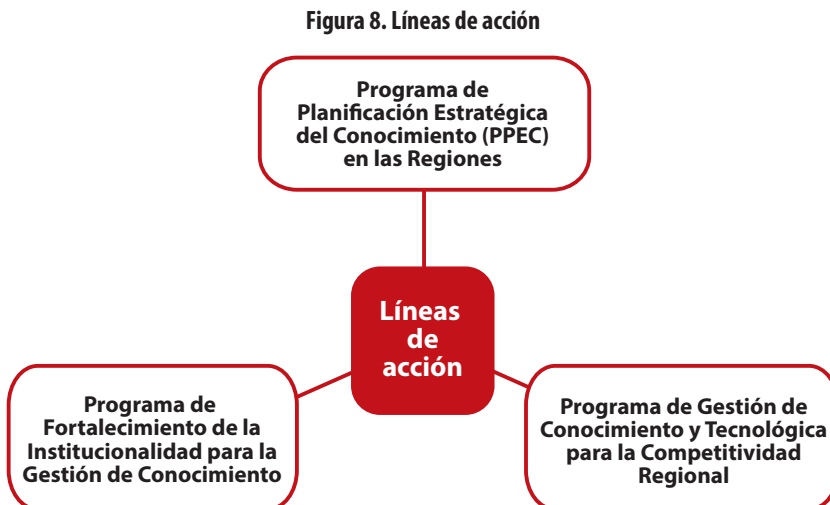 Figura 8. Líneas de acción
Programa de
Planificación Estratégica
del Conocimiento (PPEC)
en las Regiones
Líneas
de
acción
Programa de
Fortalecimiento de la
Institucionalidad para la
Gestión de Conocimiento
Programa de Gestión de
Conocimiento y Tecnológica
para la Competitividad
Regional